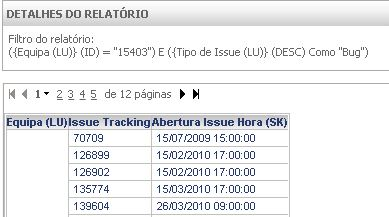 DETALHES DO RELATÓRIO
Filtro do relatório:
({Equipa (LU)} (ID) = "15403") E ({Tipo de Issue (LU)} (DESC) Como "Bug")
1 2 3 4 5 de 12 páginas
Equipa (LU) Issue Tracking Abertura Issue Hora (SK)
70709 15/07/2009 15:00:00
126899 15/02/2010 17:00:00
126902 15/02/2010 17:00:00
135774 15/03/2010 17:00:00
139604 26/03/2010 09:00:00